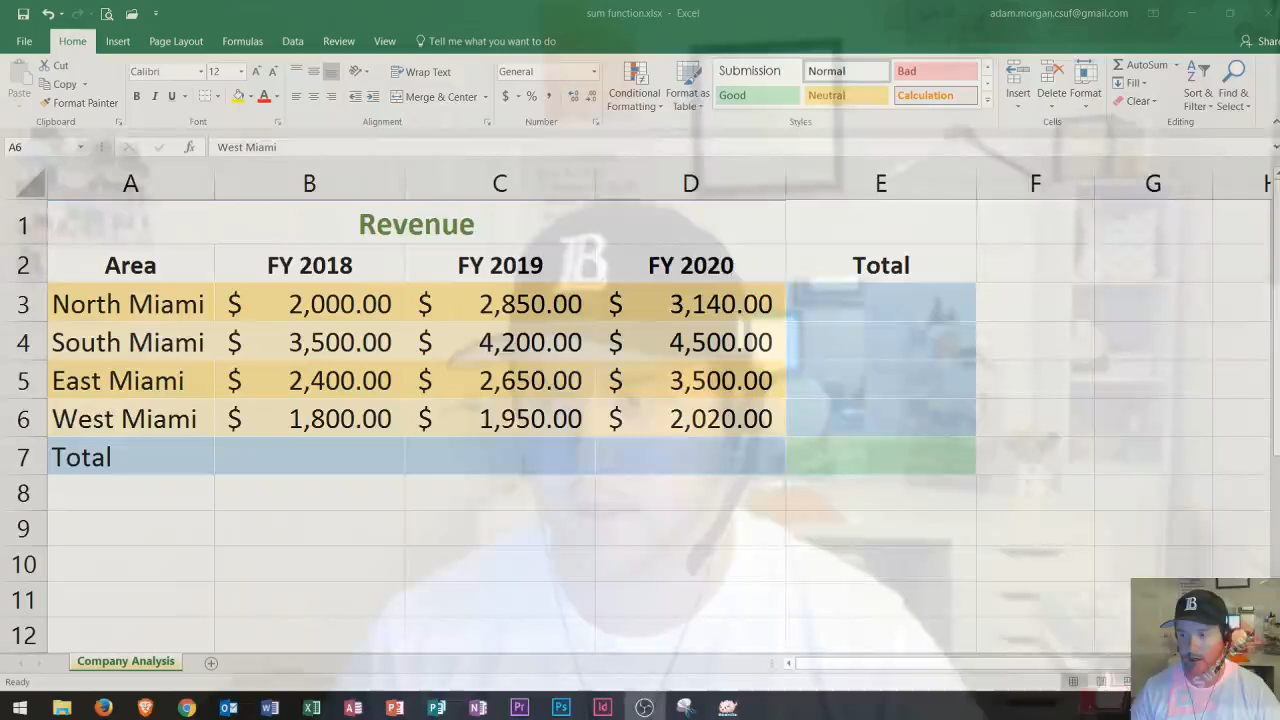 sum function.xlsx - Excel
adam.morgan.csuf@gmail.com
File Home Insert Page Layout Formulas Data Review View Tell me what you want to do Shar
Paste
Cut
Copy
Format Painter
Clipboard
Calibri 12
B I U
Font
Wrap Text
Merge & Center
Alignment
General
$ % ,
Number
Conditional Formatting
Format as Table
Submission Normal Bad
Good Neutral Calculation
Styles
Insert Delete Format
Cells
AutoSum
Fill
Clear
Sort & Filter
Find & Select
Editing
A6 fx West Miami
A B C D E F G H
1 Revenue
2 Area FY 2018 FY 2019 FY 2020 Total
3 North Miami $ 2,000.00 $ 2,850.00 $ 3,140.00
4 South Miami $ 3,500.00 $ 4,200.00 $ 4,500.00
5 East Miami $ 2,400.00 $ 2,650.00 $ 3,500.00
6 West Miami $ 1,800.00 $ 1,950.00 $ 2,020.00
7 Total
8
9
10
11
12
Company Analysis
Ready